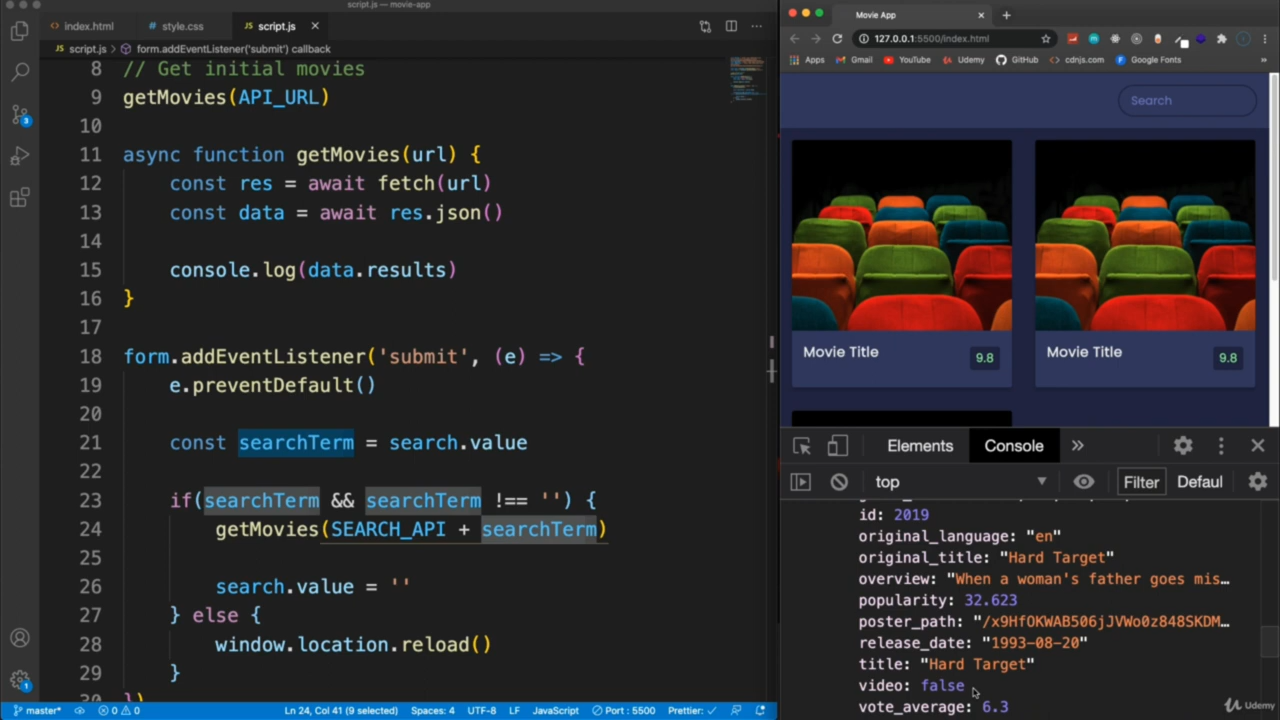 script.js — movie-app
index.html
style.css
script.js
script.js > form.addEventListener('submit') callback
8 // Get initial movies
9 getMovies(API_URL)
10
11 async function getMovies(url) {
12 const res = await fetch(url)
13 const data = await res.json()
14
15 console.log(data.results)
16 }
17
18 form.addEventListener('submit', (e) => {
19 e.preventDefault()
20
21 const searchTerm = search.value
22
23 if(searchTerm && searchTerm !== '') {
24 getMovies(SEARCH_API + searchTerm)
25
26 search.value = ''
27 } else {
28 window.location.reload()
29 }
30 })
3
1
master*
0 0
Ln 24, Col 41 (9 selected)
Spaces: 4
UTF-8
LF
JavaScript
Port : 5500
Prettier: ✓
Movie App
127.0.0.1:5500/index.html
Apps
Gmail
YouTube
Udemy
GitHub
cdnjs.com
Google Fonts
»
Search
Movie Title
9.8
Movie Title
9.8
Elements
Console
»
top
Filter
Defaul
id: 2019
original_language: "en"
original_title: "Hard Target"
overview: "When a woman's father goes mis…
popularity: 32.623
poster_path: "/x9HfOKWAB506jJVWo0z848SKDM…
release_date: "1993-08-20"
title: "Hard Target"
video: false
vote_average: 6.3
Udemy